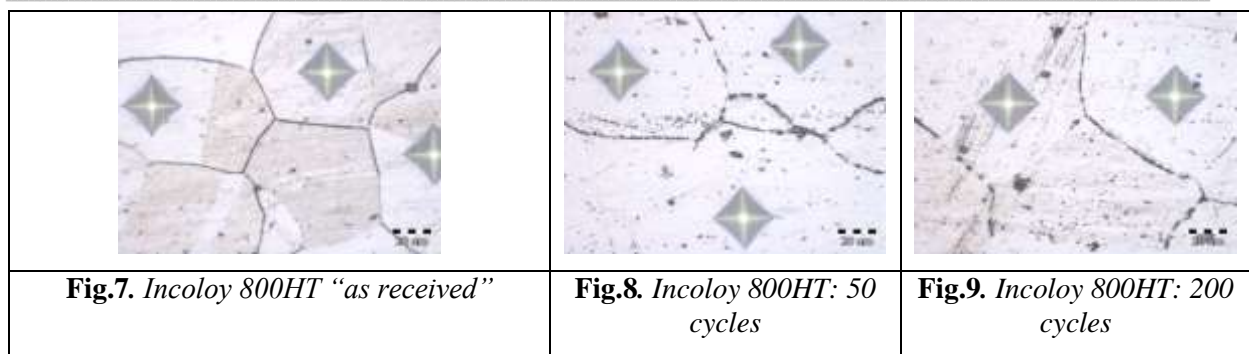 Fig.7. Incoloy 800HT “as received”
Fig.8. Incoloy 800HT: 50
cycles
Fig.9. Incoloy 800HT: 200
cycles